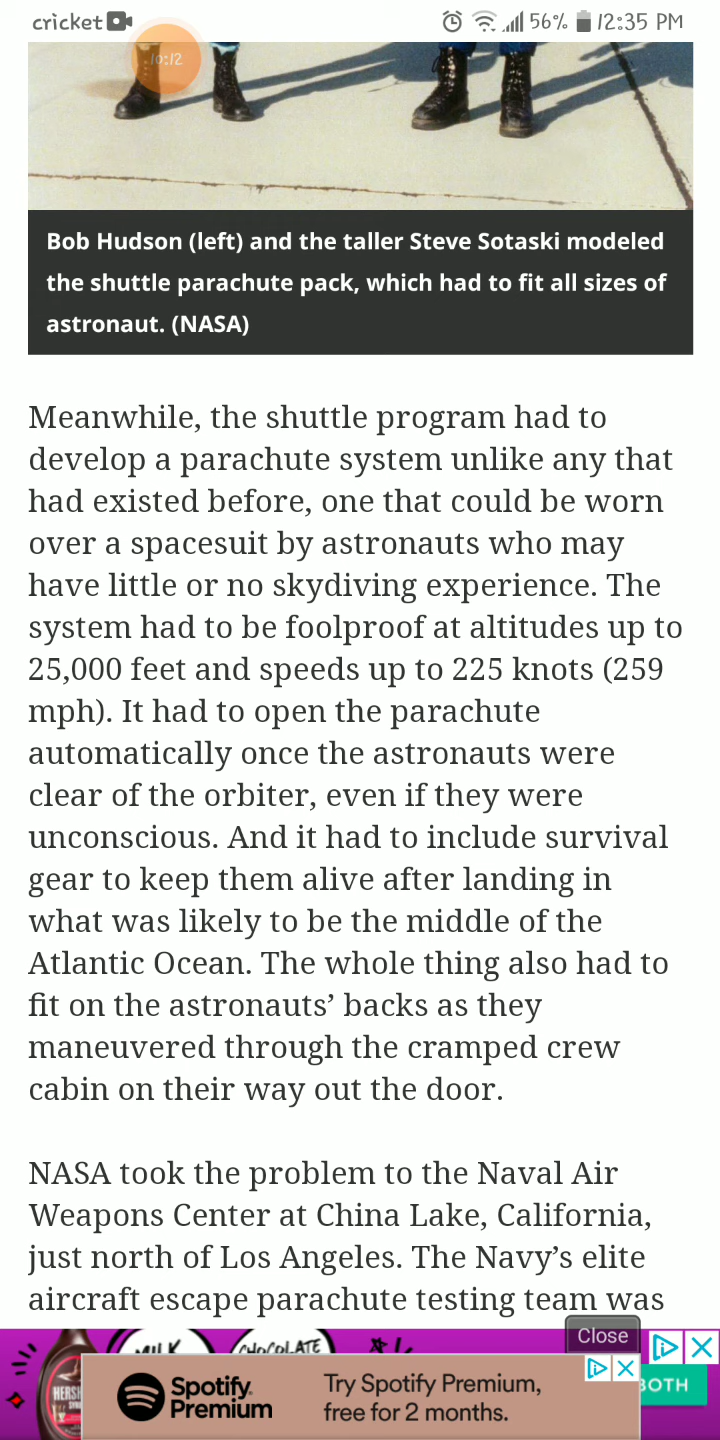 cricket 56% 12:35 PM
10:12
Bob Hudson (left) and the taller Steve Sotaski modeled
the shuttle parachute pack, which had to fit all sizes of
astronaut. (NASA)
Meanwhile, the shuttle program had to
develop a parachute system unlike any that
had existed before, one that could be worn
over a spacesuit by astronauts who may
have little or no skydiving experience. The
system had to be foolproof at altitudes up to
25,000 feet and speeds up to 225 knots (259
mph). It had to open the parachute
automatically once the astronauts were
clear of the orbiter, even if they were
unconscious. And it had to include survival
gear to keep them alive after landing in
what was likely to be the middle of the
Atlantic Ocean. The whole thing also had to
fit on the astronauts’ backs as they
maneuvered through the cramped crew
cabin on their way out the door.
NASA took the problem to the Naval Air
Weapons Center at China Lake, California,
just north of Los Angeles. The Navy’s elite
aircraft escape parachute testing team was
Close
MILK CHOCOLATE
BOTH
Spotify Premium
Try Spotify Premium,
free for 2 months.